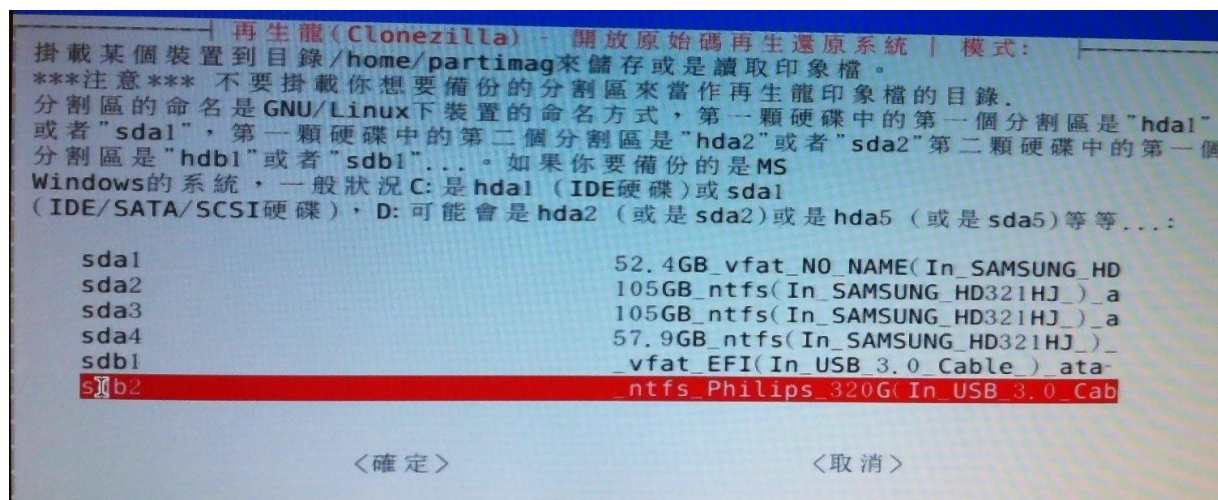 再生龍(Clonezilla) - 開放原始碼再生還原系統 | 模式:
掛載某個裝置到目錄/home/partimag來儲存或是讀取印象檔。
***注意*** 不要掛載你想要備份的分割區來當作再生龍印象檔的目錄.
分割區的命名是GNU/Linux下裝置的命名方式，第一顆硬碟中的第一個分割區是"hda1"
或者"sda1"，第一顆硬碟中的第二個分割區是"hda2"或者"sda2"第二顆硬碟中的第一個
分割區是"hdb1"或者"sdb1"...。如果你要備份的是MS
Windows的系統，一般狀況C:是hda1 (IDE硬碟)或sda1
(IDE/SATA/SCSI硬碟)，D:可能會是hda2 (或是sda2)或是hda5 (或是sda5)等等...:
sda1 52.4GB_vfat_NO_NAME(In_SAMSUNG_HD
sda2 105GB_ntfs(In_SAMSUNG_HD321HJ_)_a
sda3 105GB_ntfs(In_SAMSUNG_HD321HJ_)_a
sda4 57.9GB_ntfs(In_SAMSUNG_HD321HJ_)_
sdb1 _vfat_EFI(In_USB_3.0_Cable_)_ata-
sdb2 _ntfs_Philips_320G(In_USB_3.0_Cab
<確定> <取消>